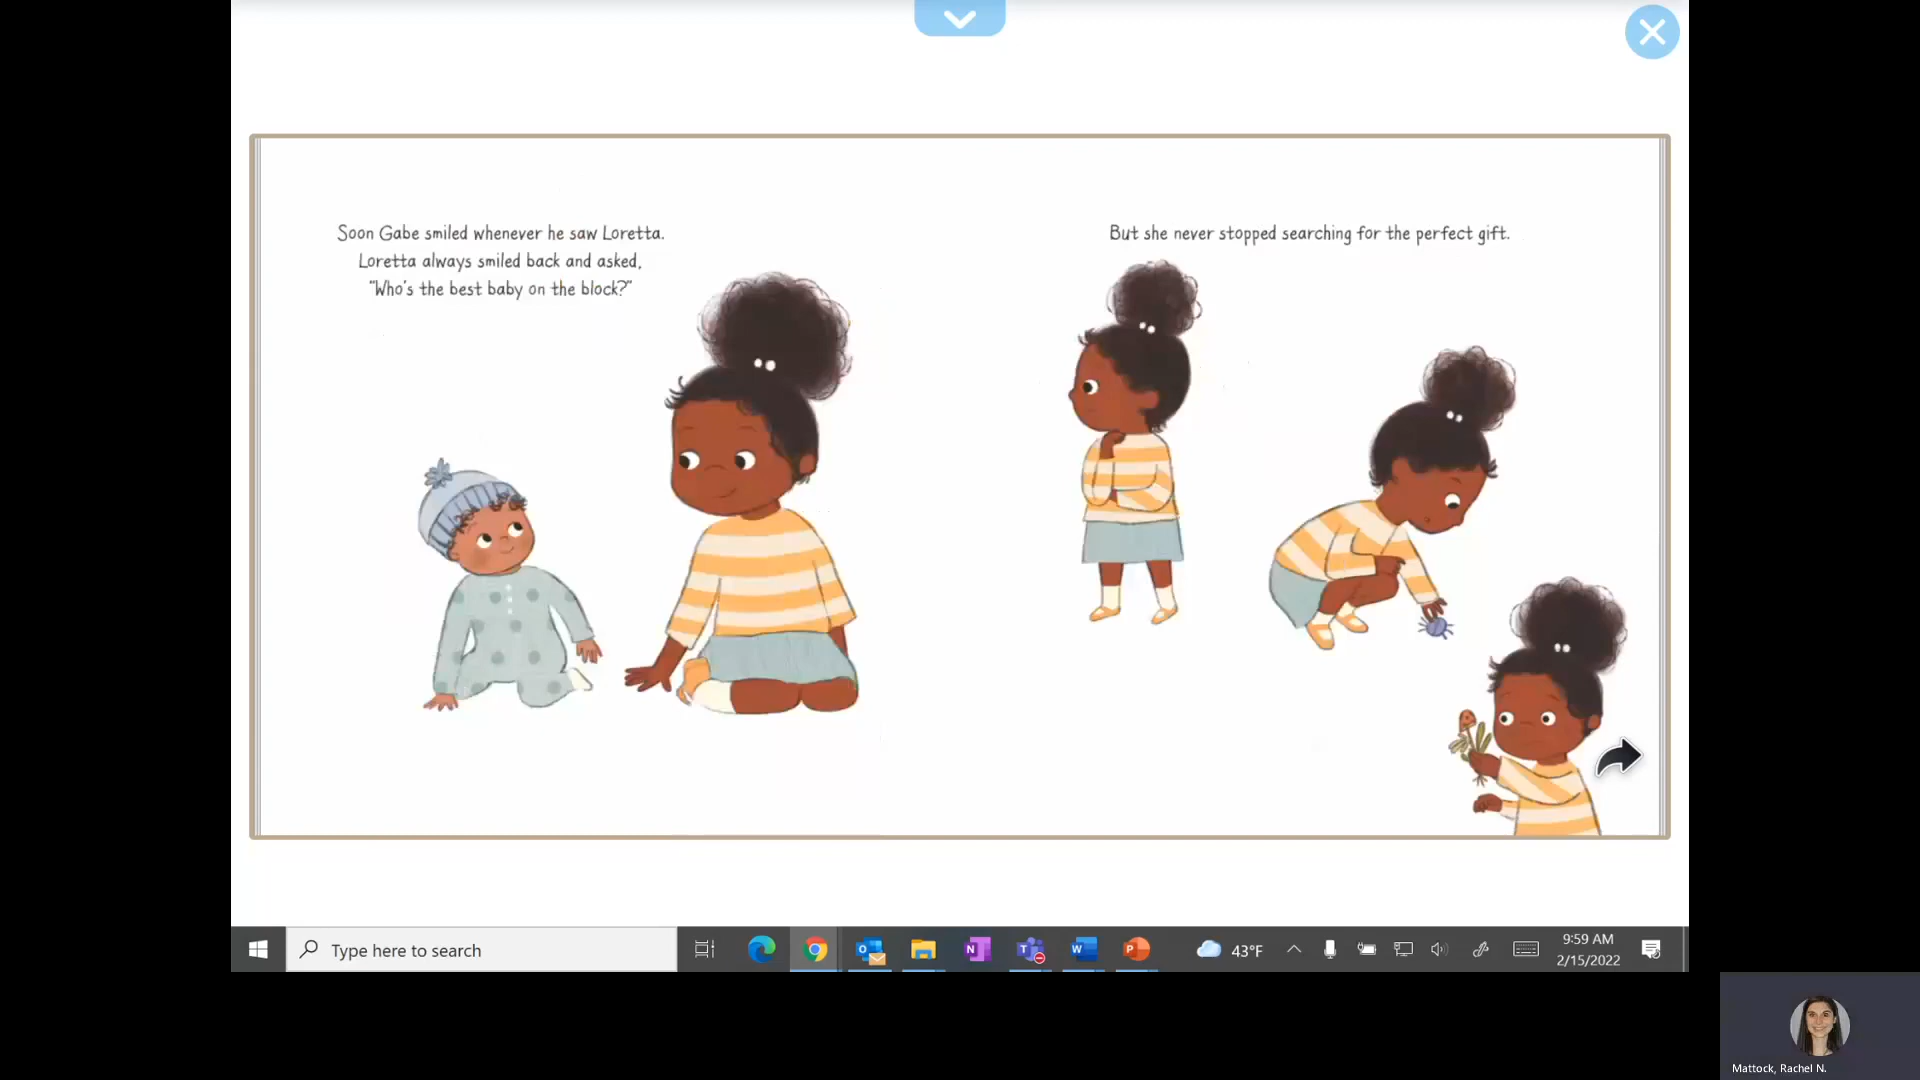 Soon Gabe smiled whenever he saw Loretta.
Loretta always smiled back and asked,
"Who's the best baby on the block?"
But she never stopped searching for the perfect gift.
Type here to search
43°F
9:59 AM
2/15/2022
Mattock, Rachel N.